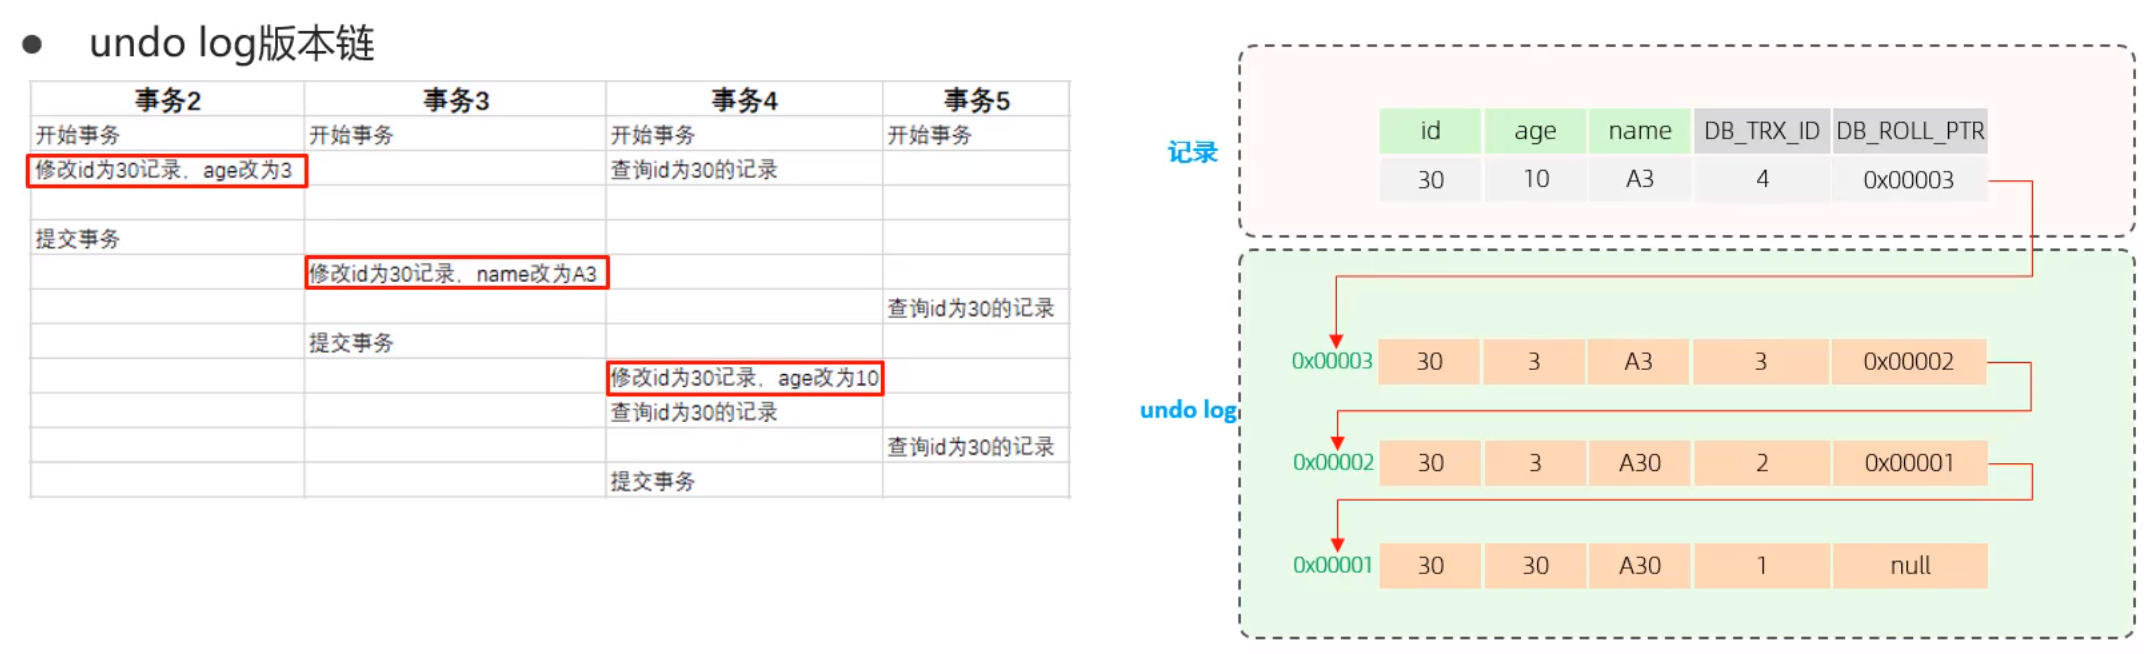 ● undo log版本链
事务2 事务3 事务4 事务5
开始事务 开始事务 开始事务 开始事务
修改id为30记录，age改为3 查询id为30的记录
提交事务
修改id为30记录，name改为A3
查询id为30的记录
提交事务
修改id为30记录，age改为10
查询id为30的记录
查询id为30的记录
提交事务
记录
id age name DB_TRX_ID DB_ROLL_PTR
30 10 A3 4 0x00003
undo log
0x00003 30 3 A3 3 0x00002
0x00002 30 3 A30 2 0x00001
0x00001 30 30 A30 1 null